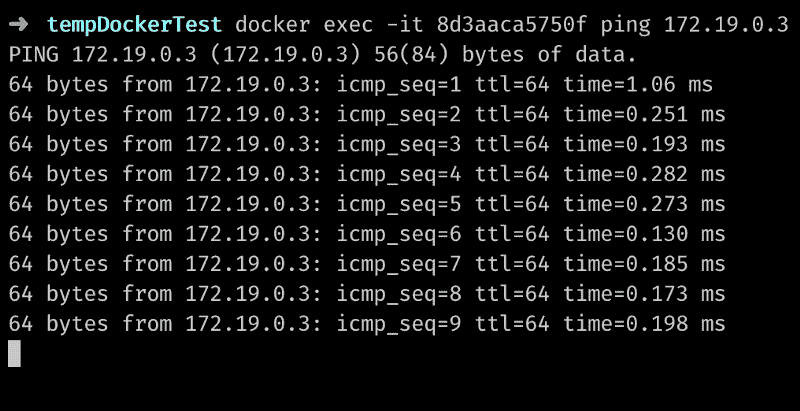 ➜ tempDockerTest docker exec -it 8d3aaca5750f ping 172.19.0.3
PING 172.19.0.3 (172.19.0.3) 56(84) bytes of data.
64 bytes from 172.19.0.3: icmp_seq=1 ttl=64 time=1.06 ms
64 bytes from 172.19.0.3: icmp_seq=2 ttl=64 time=0.251 ms
64 bytes from 172.19.0.3: icmp_seq=3 ttl=64 time=0.193 ms
64 bytes from 172.19.0.3: icmp_seq=4 ttl=64 time=0.282 ms
64 bytes from 172.19.0.3: icmp_seq=5 ttl=64 time=0.273 ms
64 bytes from 172.19.0.3: icmp_seq=6 ttl=64 time=0.130 ms
64 bytes from 172.19.0.3: icmp_seq=7 ttl=64 time=0.185 ms
64 bytes from 172.19.0.3: icmp_seq=8 ttl=64 time=0.173 ms
64 bytes from 172.19.0.3: icmp_seq=9 ttl=64 time=0.198 ms